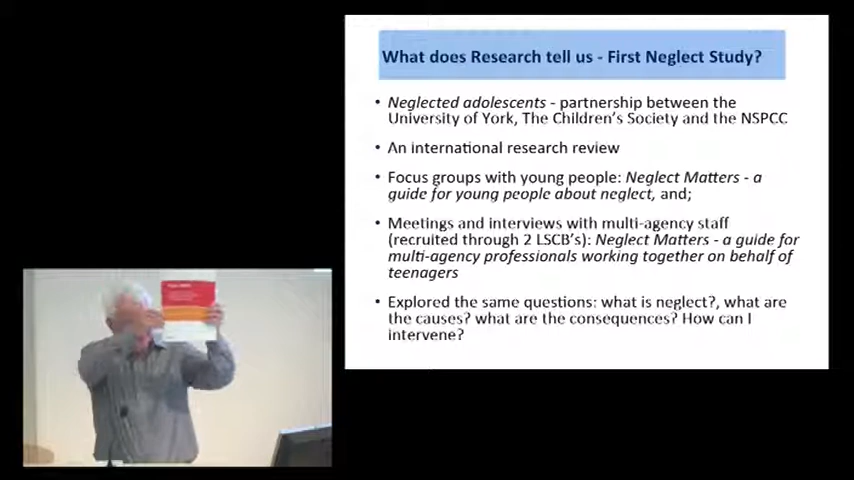 What does Research tell us - First Neglect Study?
• Neglected adolescents - partnership between the
University of York, The Children's Society and the NSPCC
• An international research review
• Focus groups with young people: Neglect Matters - a
guide for young people about neglect, and;
• Meetings and interviews with multi-agency staff
(recruited through 2 LSCB's): Neglect Matters - a guide for
multi-agency professionals working together on behalf of
teenagers
• Explored the same questions: what is neglect?, what are
the causes? what are the consequences? How can I
intervene?